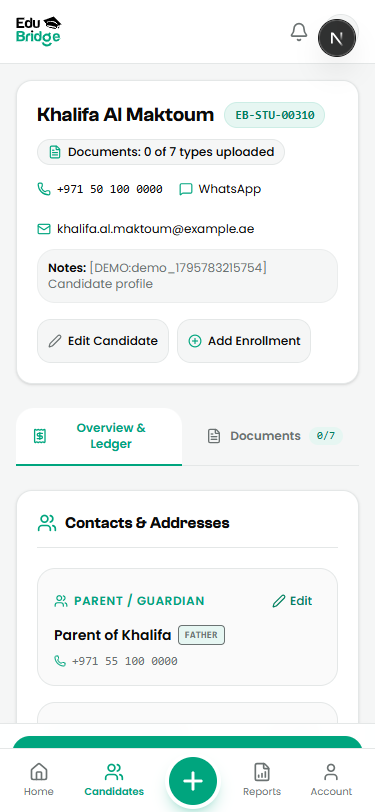 Edu
Bridge
N
Khalifa Al Maktoum EB-STU-00310
Documents: 0 of 7 types uploaded
+971 50 100 0000 WhatsApp
khalifa.al.maktoum@example.ae
Notes: [DEMO:demo_1795783215754]
Candidate profile
Edit Candidate Add Enrollment
Overview &
Ledger
Documents 0/7
Contacts & Addresses
PARENT / GUARDIAN Edit
Parent of Khalifa FATHER
+971 55 100 0000
Home Candidates Reports Account